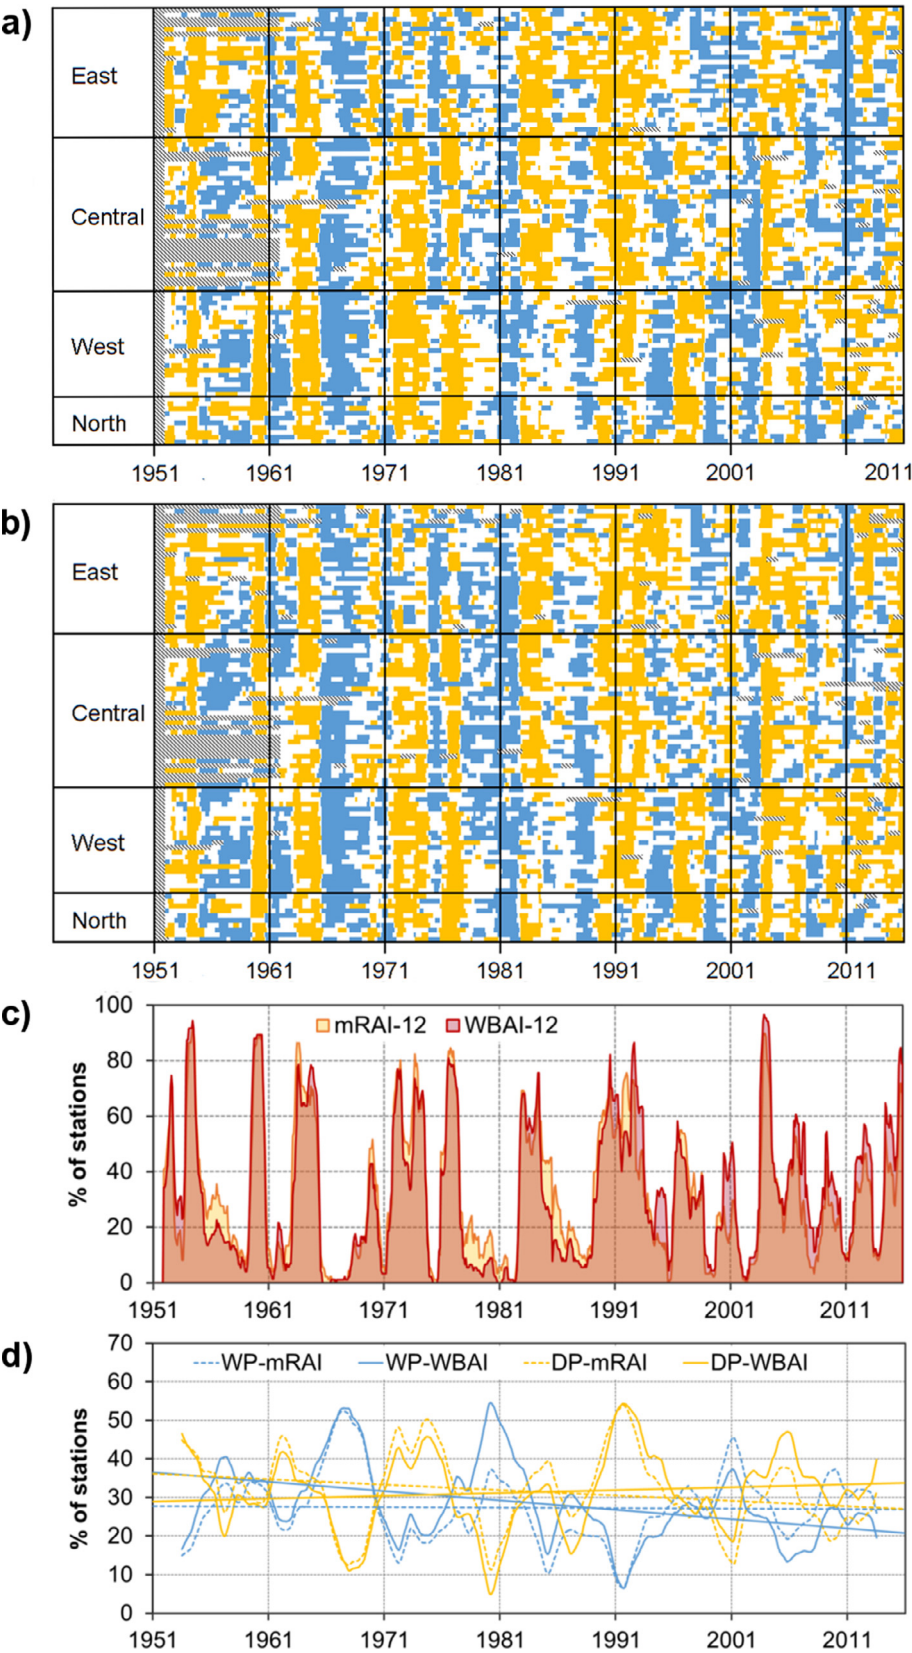 a)
East
Central
West
North
1951 1961 1971 1981 1991 2001 2011
b)
East
Central
West
North
1951 1961 1971 1981 1991 2001 2011
c)
% of stations
100
80
60
40
20
0
mRAI-12 WBAI-12
1951 1961 1971 1981 1991 2001 2011
d)
% of stations
70
60
50
40
30
20
10
0
WP-mRAI WP-WBAI DP-mRAI DP-WBAI
1951 1961 1971 1981 1991 2001 2011